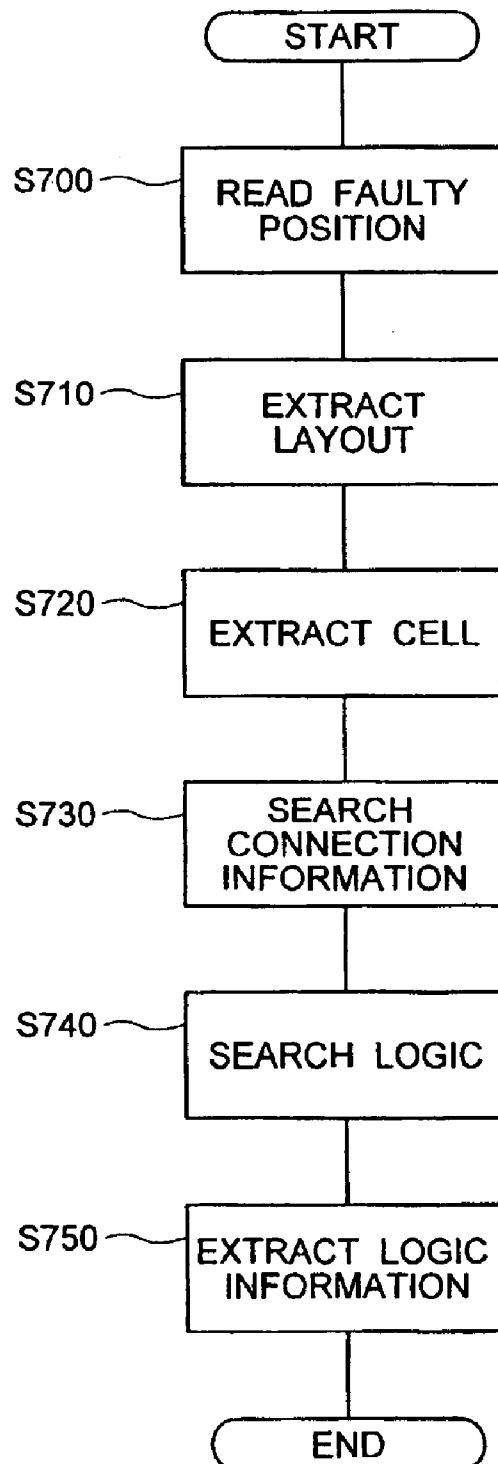 START
S700
READ FAULTY
POSITION
S710
EXTRACT
LAYOUT
S720
EXTRACT CELL
S730
SEARCH
CONNECTION
INFORMATION
S740
SEARCH LOGIC
S750
EXTRACT LOGIC
INFORMATION
END